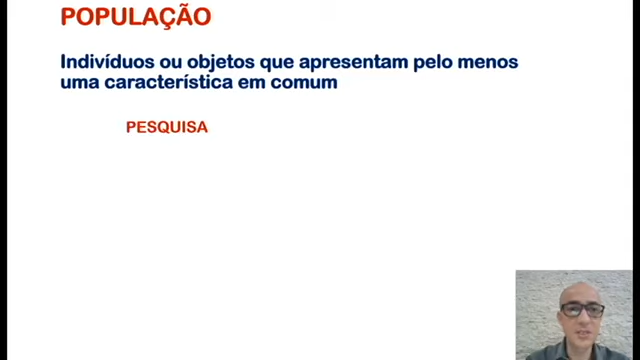 POPULAÇÃO
Indivíduos ou objetos que apresentam pelo menos
uma característica em comum
PESQUISA